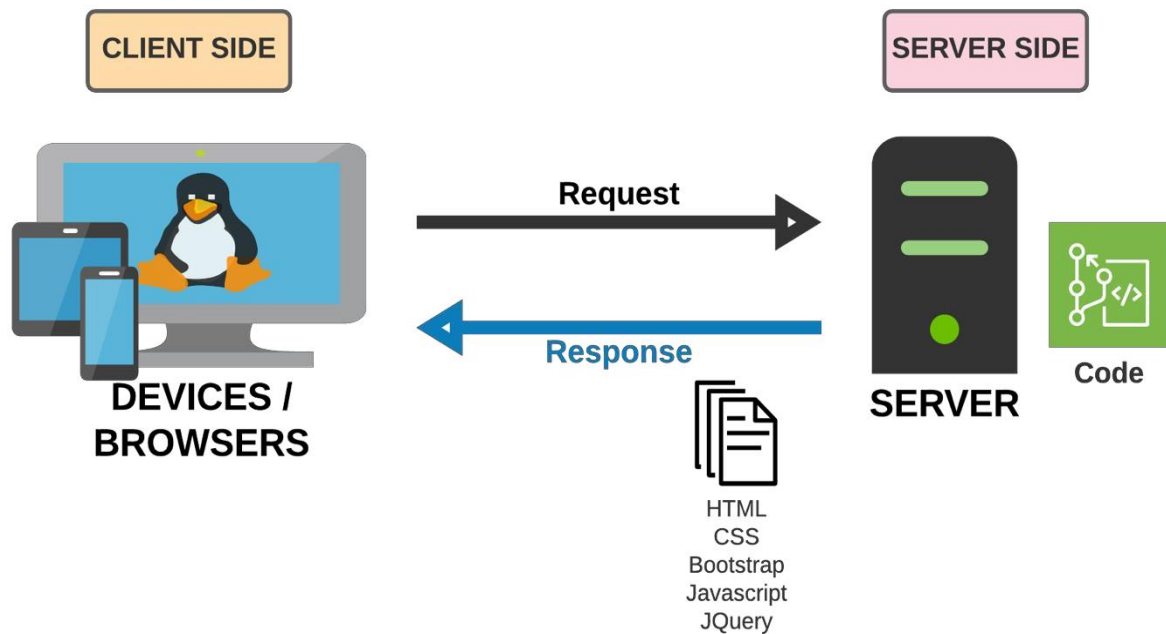 CLIENT SIDE
SERVER SIDE
Request
Response
DEVICES /
BROWSERS
SERVER
</>
Code
HTML
CSS
Bootstrap
Javascript
JQuery